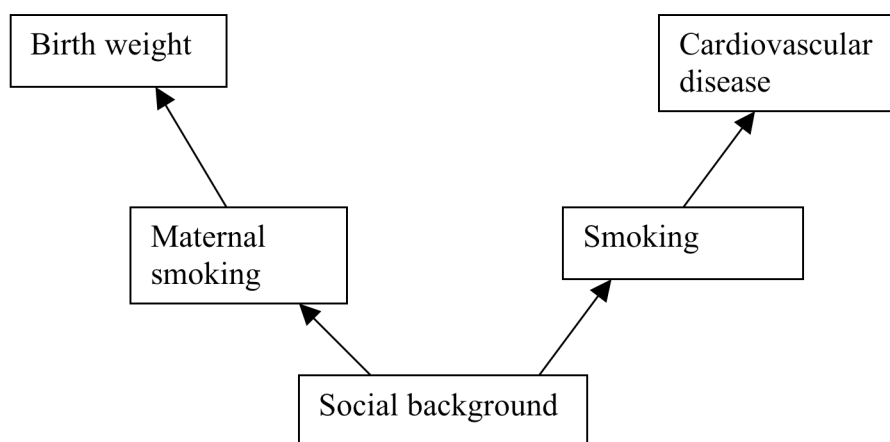 Birth weight
Cardiovascular
disease
Maternal
smoking
Smoking
Social background